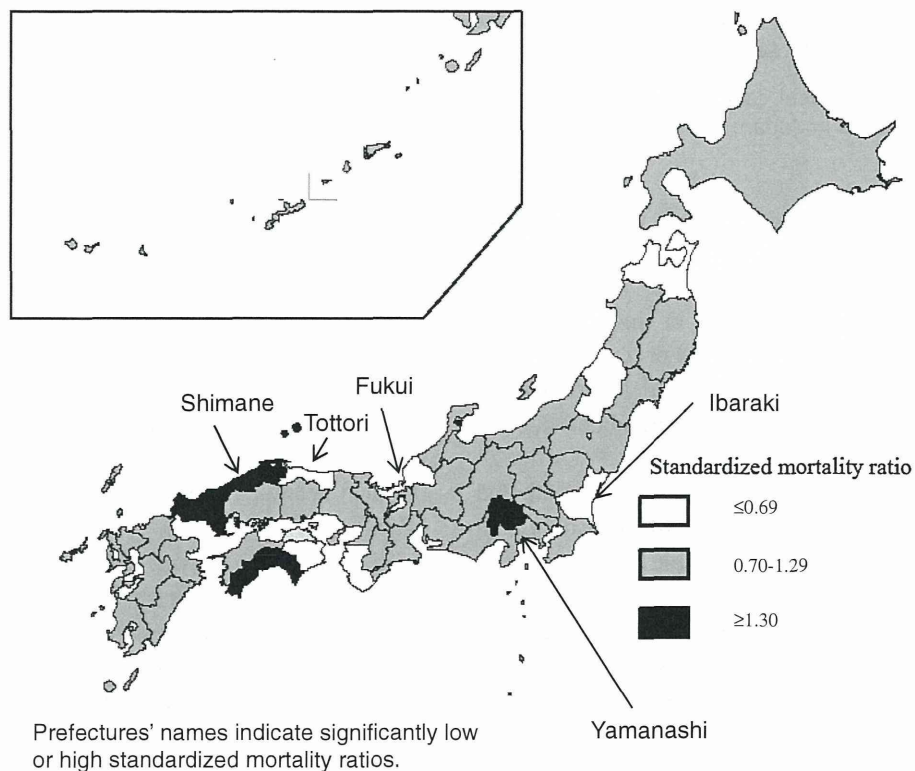 Fukui
Shimane
Tottori
Ibaraki
Standardized mortality ratio
≤0.69
0.70-1.29
≥1.30
Yamanashi
Prefectures’ names indicate significantly low
or high standardized mortality ratios.